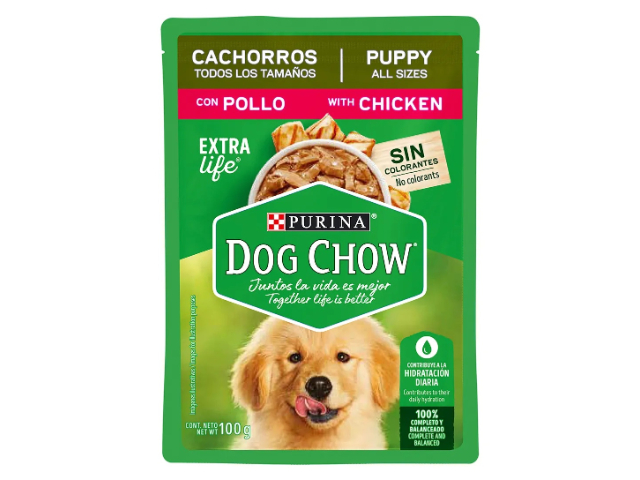 CACHORROS
TODOS LOS TAMAÑOS
PUPPY
ALL SIZES
CON POLLO
WITH CHICKEN
EXTRA
life®
SIN
COLORANTES
No colorants
PURINA®
DOG CHOW®
Juntos la vida es mejor
Together life is better
CONTRIBUYE A LA
HIDRATACIÓN
DIARIA
Contributes to their
daily hydration
100%
COMPLETO Y
BALANCEADO
COMPLETE AND
BALANCED
CONT. NETO
NET WT. 100g